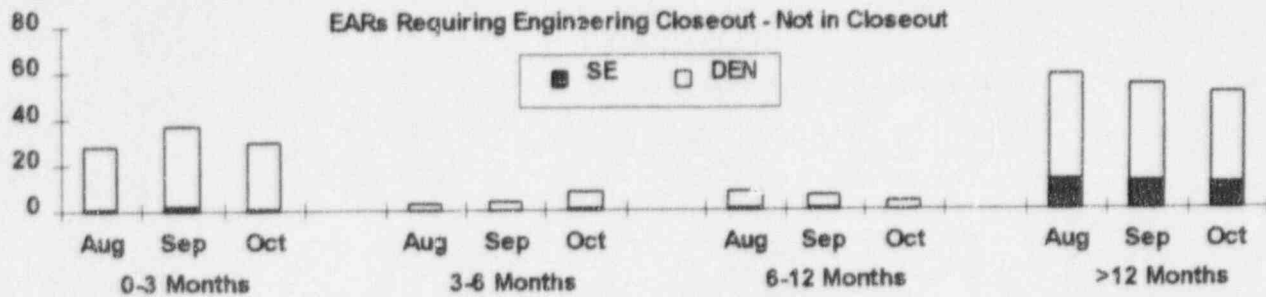 EARs Requiring Engineering Closeout - Not in Closeout
SE DEN
80
60
40
20
0
Aug Sep Oct Aug Sep Oct Aug Sep Oct Aug Sep Oct
0-3 Months 3-6 Months 6-12 Months >12 Months